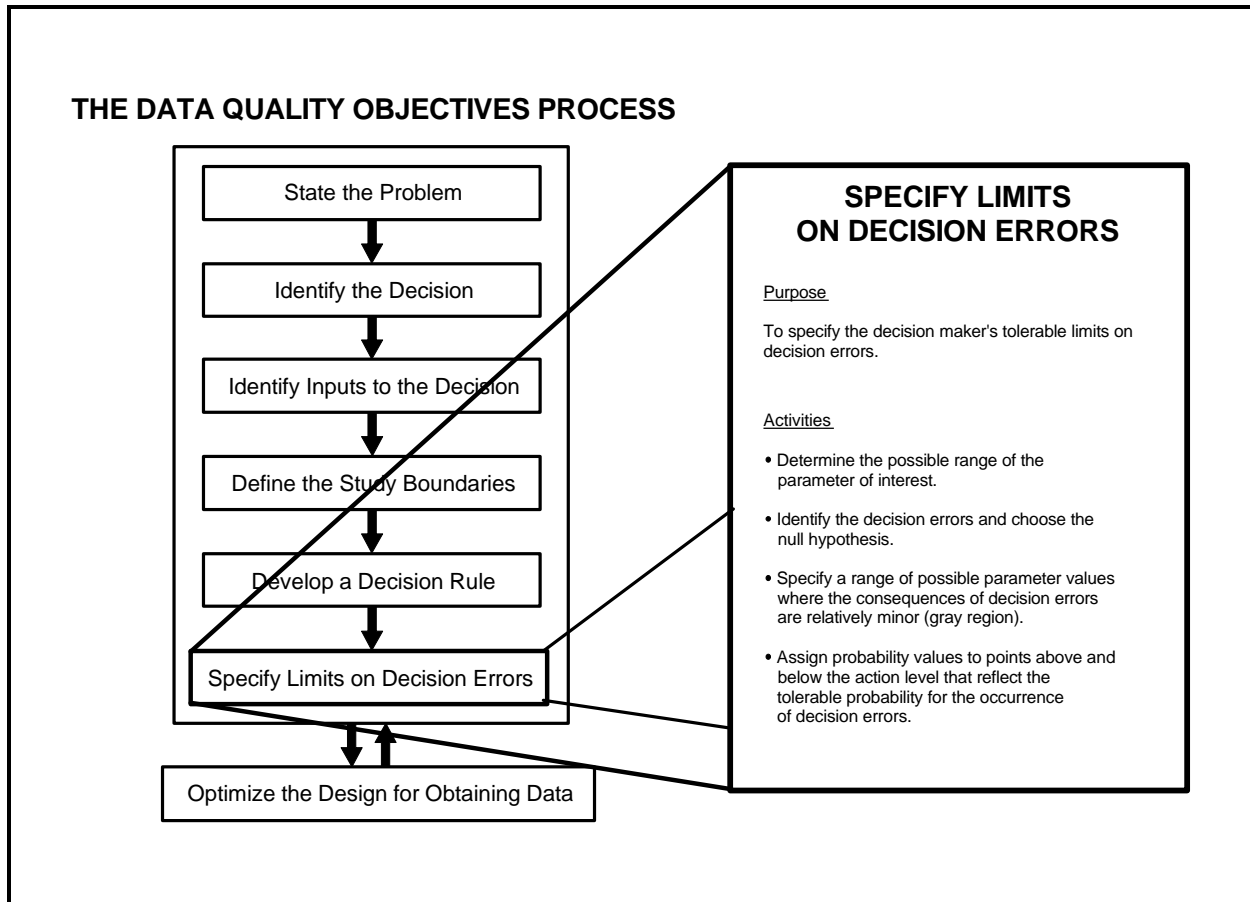 THE DATA QUALITY OBJECTIVES PROCESS
State the Problem
Identify the Decision
Identify Inputs to the Decision
Define the Study Boundaries
Develop a Decision Rule
Specify Limits on Decision Errors
Optimize the Design for Obtaining Data
SPECIFY LIMITS
ON DECISION ERRORS
Purpose
To specify the decision maker's tolerable limits on
decision errors.
Activities
• Determine the possible range of the
parameter of interest.
• Identify the decision errors and choose the
null hypothesis.
• Specify a range of possible parameter values
where the consequences of decision errors
are relatively minor (gray region).
• Assign probability values to points above and
below the action level that reflect the
tolerable probability for the occurrence
of decision errors.